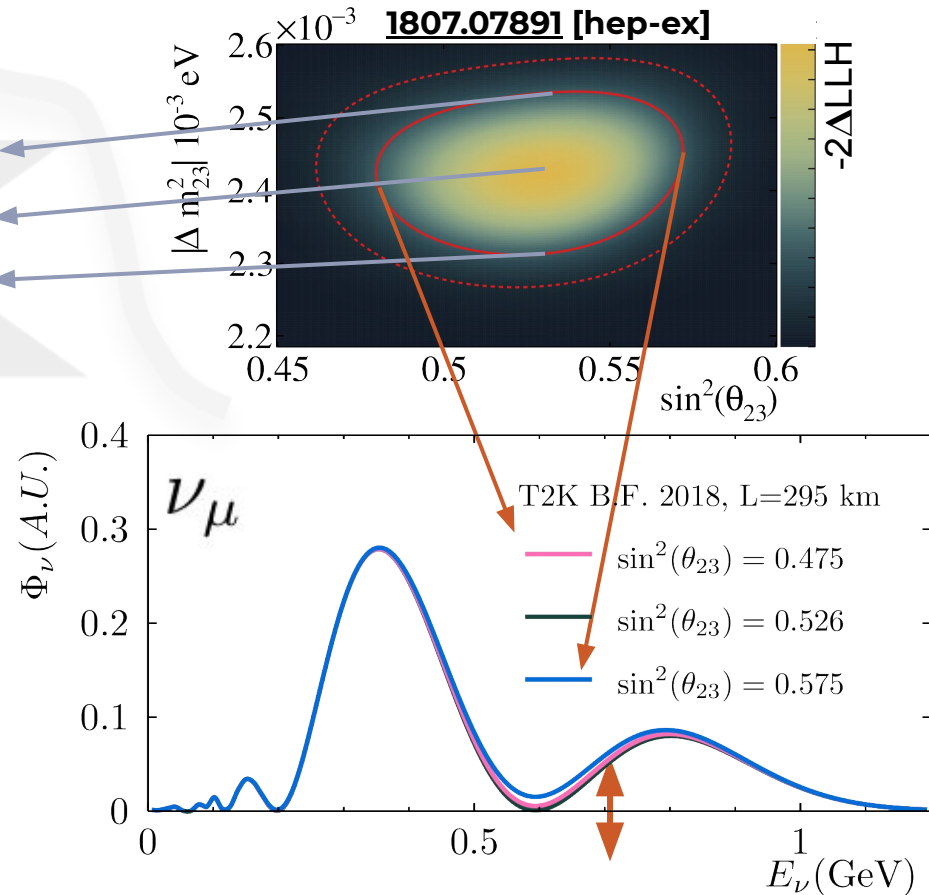 1807.07891 [hep-ex]
×10⁻³
2.6
2.5
2.4
2.3
2.2
|Δ m²₂₃| 10⁻³ eV
-2ΔLLH
0.45
0.5
0.55
0.6
sin²(θ₂₃)
0.4
0.3
0.2
0.1
0
Φ_ν(A.U.)
ν_μ
T2K B.F. 2018, L=295 km
sin²(θ₂₃) = 0.475
sin²(θ₂₃) = 0.526
sin²(θ₂₃) = 0.575
0
0.5
1
E_ν(GeV)